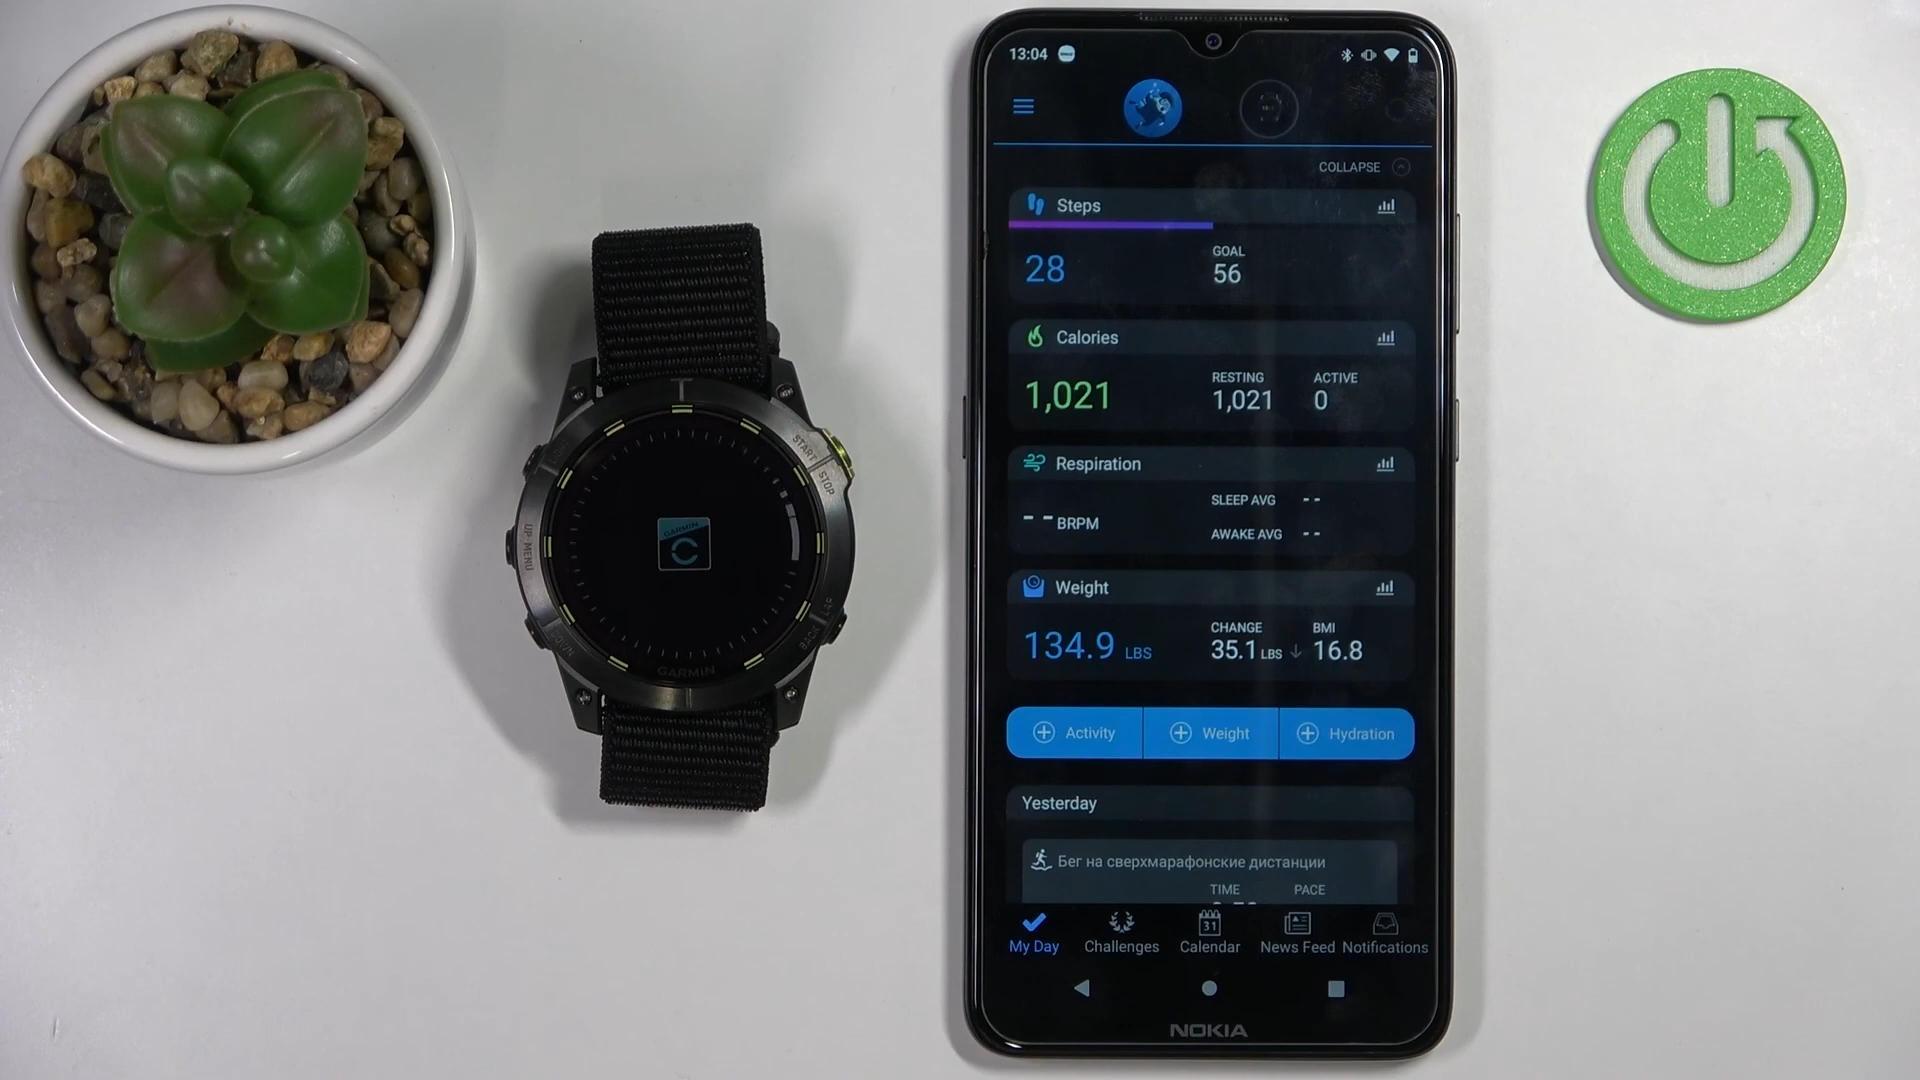 START
STOP
UP·MENU
DOWN
BACK
LAP
GARMIN
GARMIN
13:04
COLLAPSE
Steps
28
GOAL
56
Calories
1,021
RESTING
1,021
ACTIVE
0
Respiration
-- BRPM
SLEEP AVG --
AWAKE AVG --
Weight
134.9 LBS
CHANGE
35.1 LBS
BMI
16.8
Activity
Weight
Hydration
Yesterday
Бег на сверхмарафонские дистанции
TIME
PACE
My Day
Challenges
31
Calendar
News Feed
Notifications
NOKIA